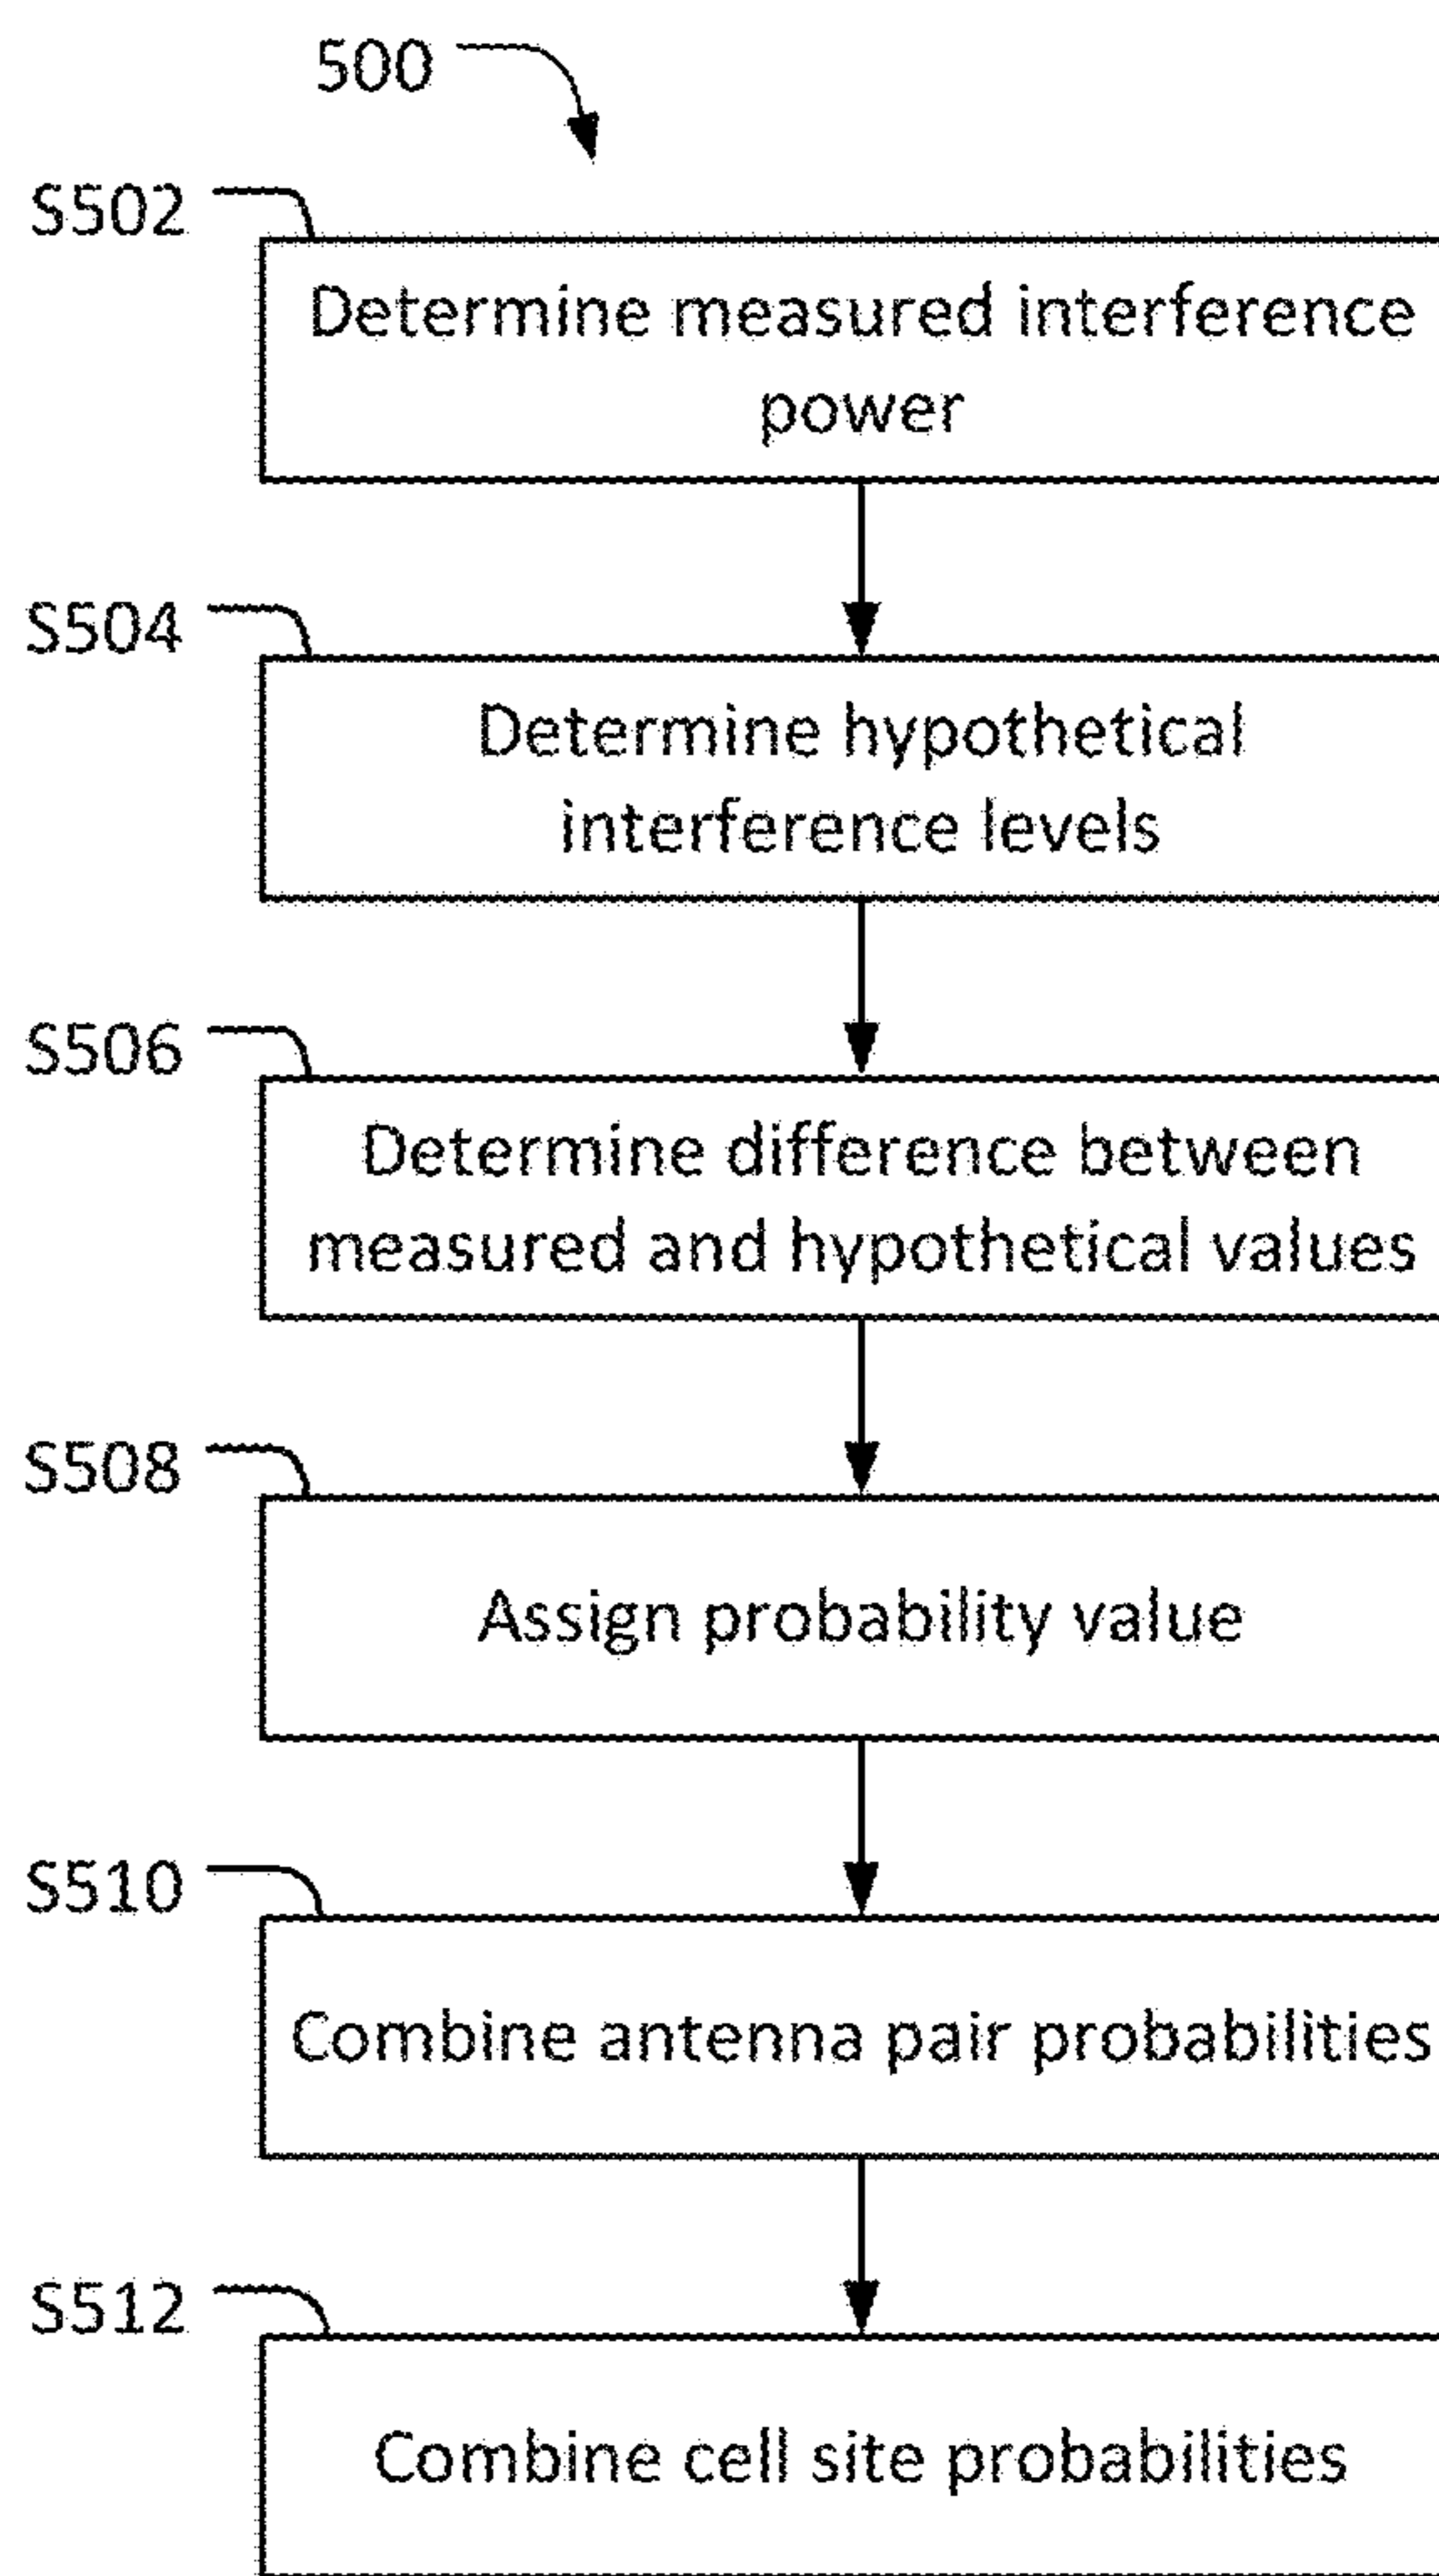 500
S502
Determine measured interference
power
S504
Determine hypothetical
interference levels
S506
Determine difference between
measured and hypothetical values
S508
Assign probability value
S510
Combine antenna pair probabilities
S512
Combine cell site probabilities